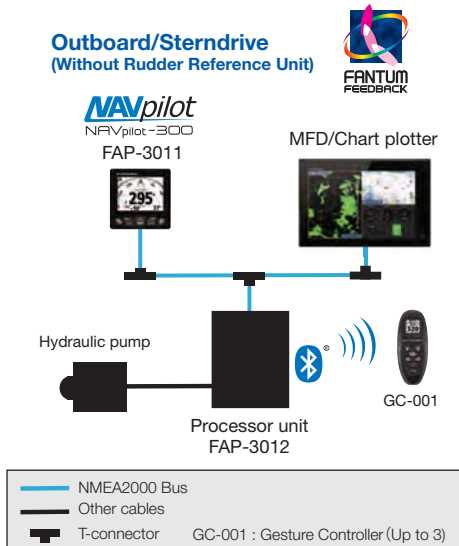 Outboard/Sterndrive
(Without Rudder Reference Unit)
FANTUM
FEEDBACK
NAVpilot
NAVpilot-300
FAP-3011
MFD/Chart plotter
295°
Hydraulic pump
®
GC-001
Processor unit
FAP-3012
NMEA2000 Bus
Other cables
T-connector
GC-001 : Gesture Controller (Up to 3)